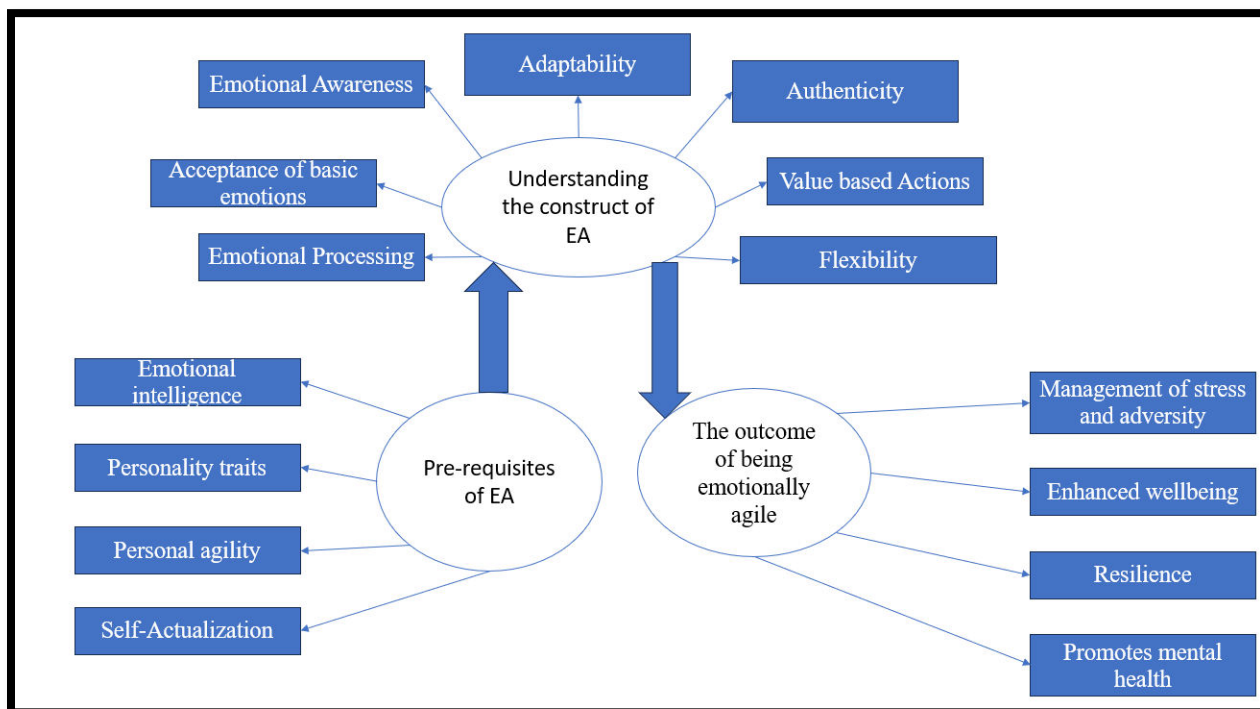 Adaptability
Emotional Awareness
Authenticity
Acceptance of basic
emotions
Understanding
the construct of
EA
Value based Actions
Emotional Processing
Flexibility
Emotional
intelligence
Personality traits
Personal agility
Self-Actualization
Pre-requisites
of EA
The outcome
of being
emotionally
agile
Management of stress
and adversity
Enhanced wellbeing
Resilience
Promotes mental
health